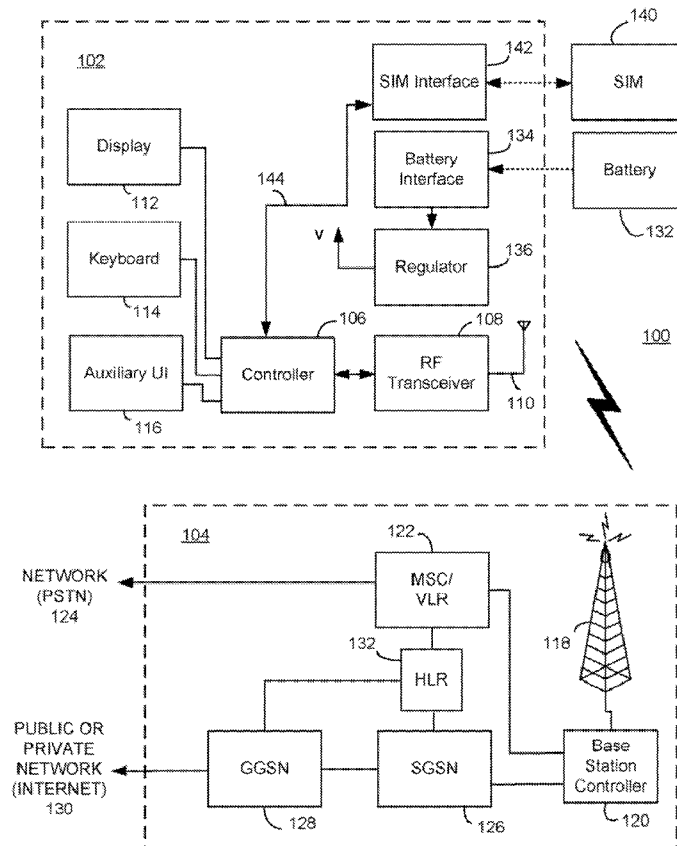 102
142
SIM Interface
140
SIM
Display
112
134
Battery
Interface
Battery
132
144
V
Regulator
136
Keyboard
114
106
Controller
108
RF
Transceiver
110
100
Auxiliary UI
116
104
122
MSC/
VLR
NETWORK
(PSTN)
124
118
132
HLR
PUBLIC OR
PRIVATE
NETWORK
(INTERNET)
130
GGSN
128
SGSN
126
Base
Station
Controller
120